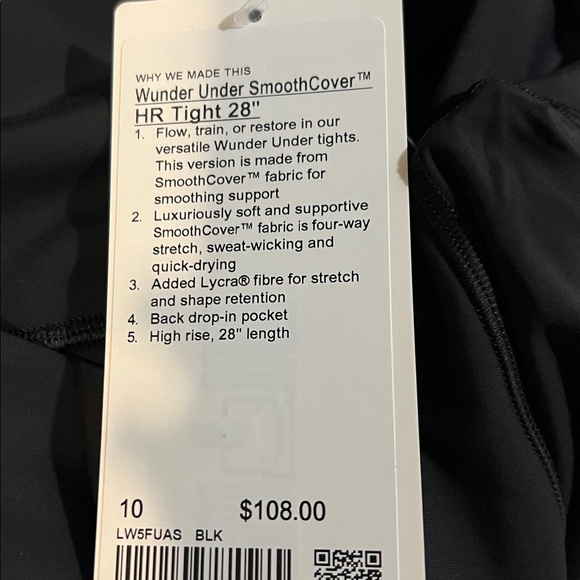 WHY WE MADE THIS
Wunder Under SmoothCover™
HR Tight 28"
1. Flow, train, or restore in our
versatile Wunder Under tights.
This version is made from
SmoothCover™ fabric for
smoothing support
2. Luxuriously soft and supportive
SmoothCover™ fabric is four-way
stretch, sweat-wicking and
quick-drying
3. Added Lycra® fibre for stretch
and shape retention
4. Back drop-in pocket
5. High rise, 28" length
10 $108.00
LW5FUAS BLK